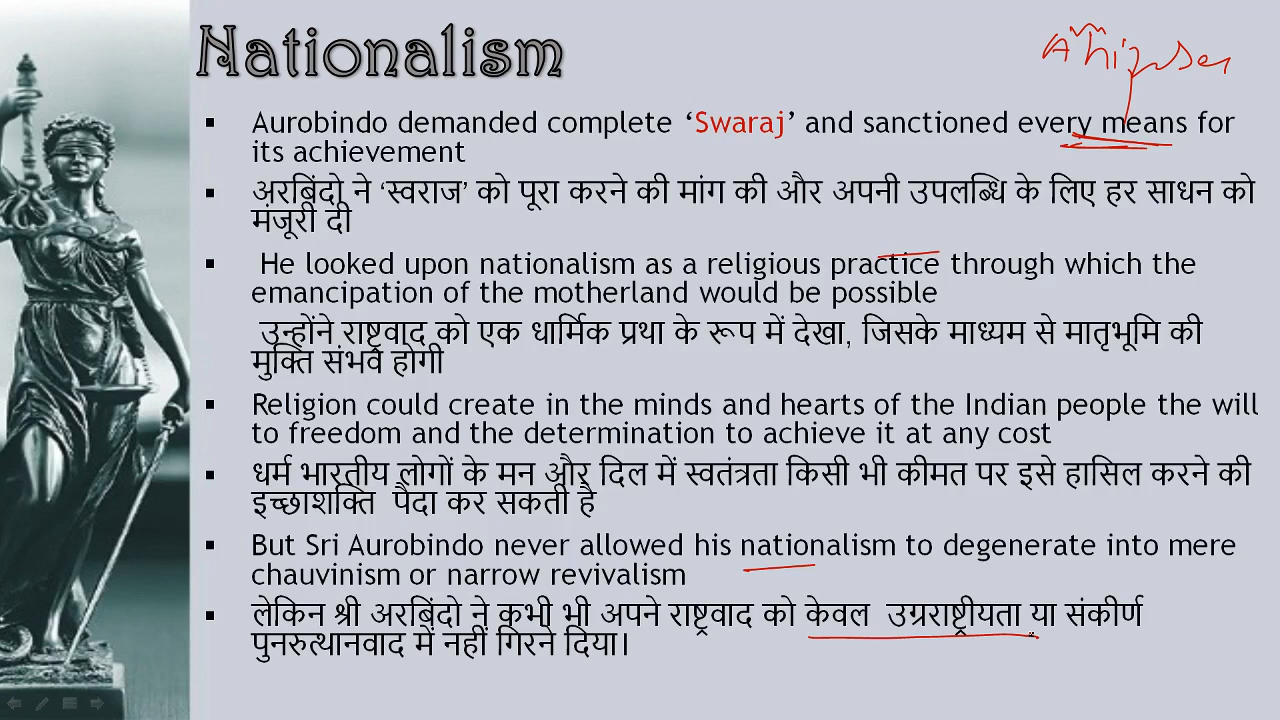 Nationalism
▪ Aurobindo demanded complete ‘Swaraj’ and sanctioned every means for
its achievement
▪ अरबिंदो ने ‘स्वराज’ को पूरा करने की मांग की और अपनी उपलब्धि के लिए हर साधन को
मंजूरी दी
▪ He looked upon nationalism as a religious practice through which the
emancipation of the motherland would be possible
उन्होंने राष्ट्रवाद को एक धार्मिक प्रथा के रूप में देखा, जिसके माध्यम से मातृभूमि की
मुक्ति संभव होगी
▪ Religion could create in the minds and hearts of the Indian people the will
to freedom and the determination to achieve it at any cost
▪ धर्म भारतीय लोगों के मन और दिल में स्वतंत्रता किसी भी कीमत पर इसे हासिल करने की
इच्छाशक्ति पैदा कर सकती है
▪ But Sri Aurobindo never allowed his nationalism to degenerate into mere
chauvinism or narrow revivalism
▪ लेकिन श्री अरबिंदो ने कभी भी अपने राष्ट्रवाद को केवल उग्रराष्ट्रीयता या संकीर्ण
पुनरुत्थानवाद में नहीं गिरने दिया।